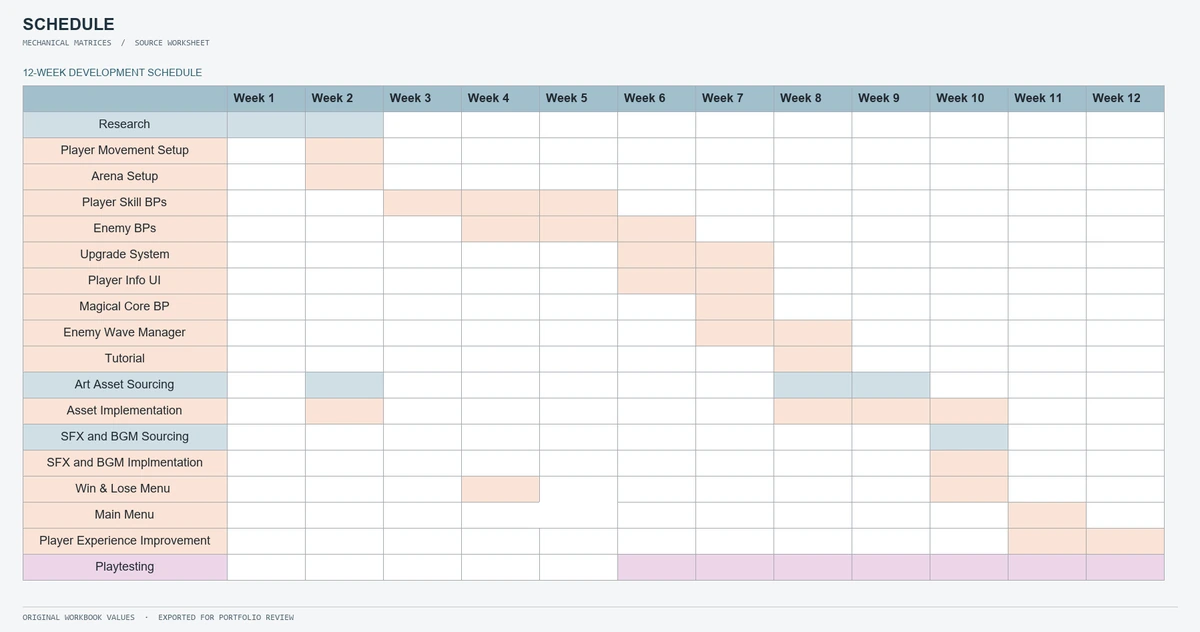 SCHEDULE
MECHANICAL MATRICES / SOURCE WORKSHEET
12-WEEK DEVELOPMENT SCHEDULE
Week 1 Week 2 Week 3 Week 4 Week 5 Week 6 Week 7 Week 8 Week 9 Week 10 Week 11 Week 12
Research
Player Movement Setup
Arena Setup
Player Skill BPs
Enemy BPs
Upgrade System
Player Info UI
Magical Core BP
Enemy Wave Manager
Tutorial
Art Asset Sourcing
Asset Implementation
SFX and BGM Sourcing
SFX and BGM Implmentation
Win & Lose Menu
Main Menu
Player Experience Improvement
Playtesting
ORIGINAL WORKBOOK VALUES · EXPORTED FOR PORTFOLIO REVIEW